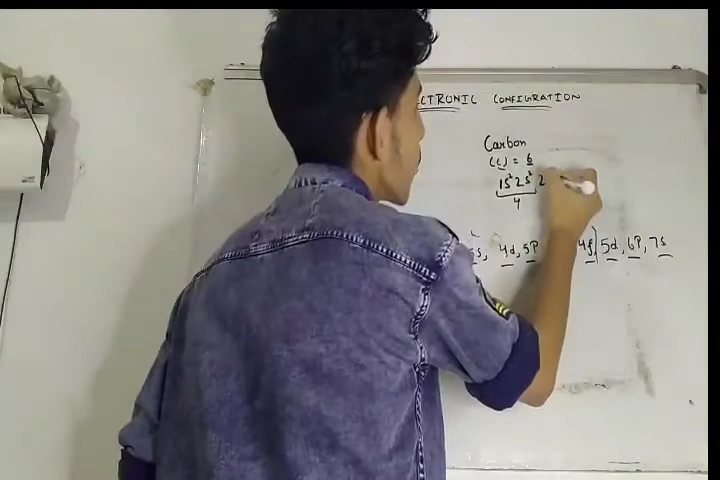 CTRONIC CONFIGRATION
Carbon
(C) = 6
1s² 2s², 2
4
s, 4d, 5p 4f, 5d, 6p, 7s